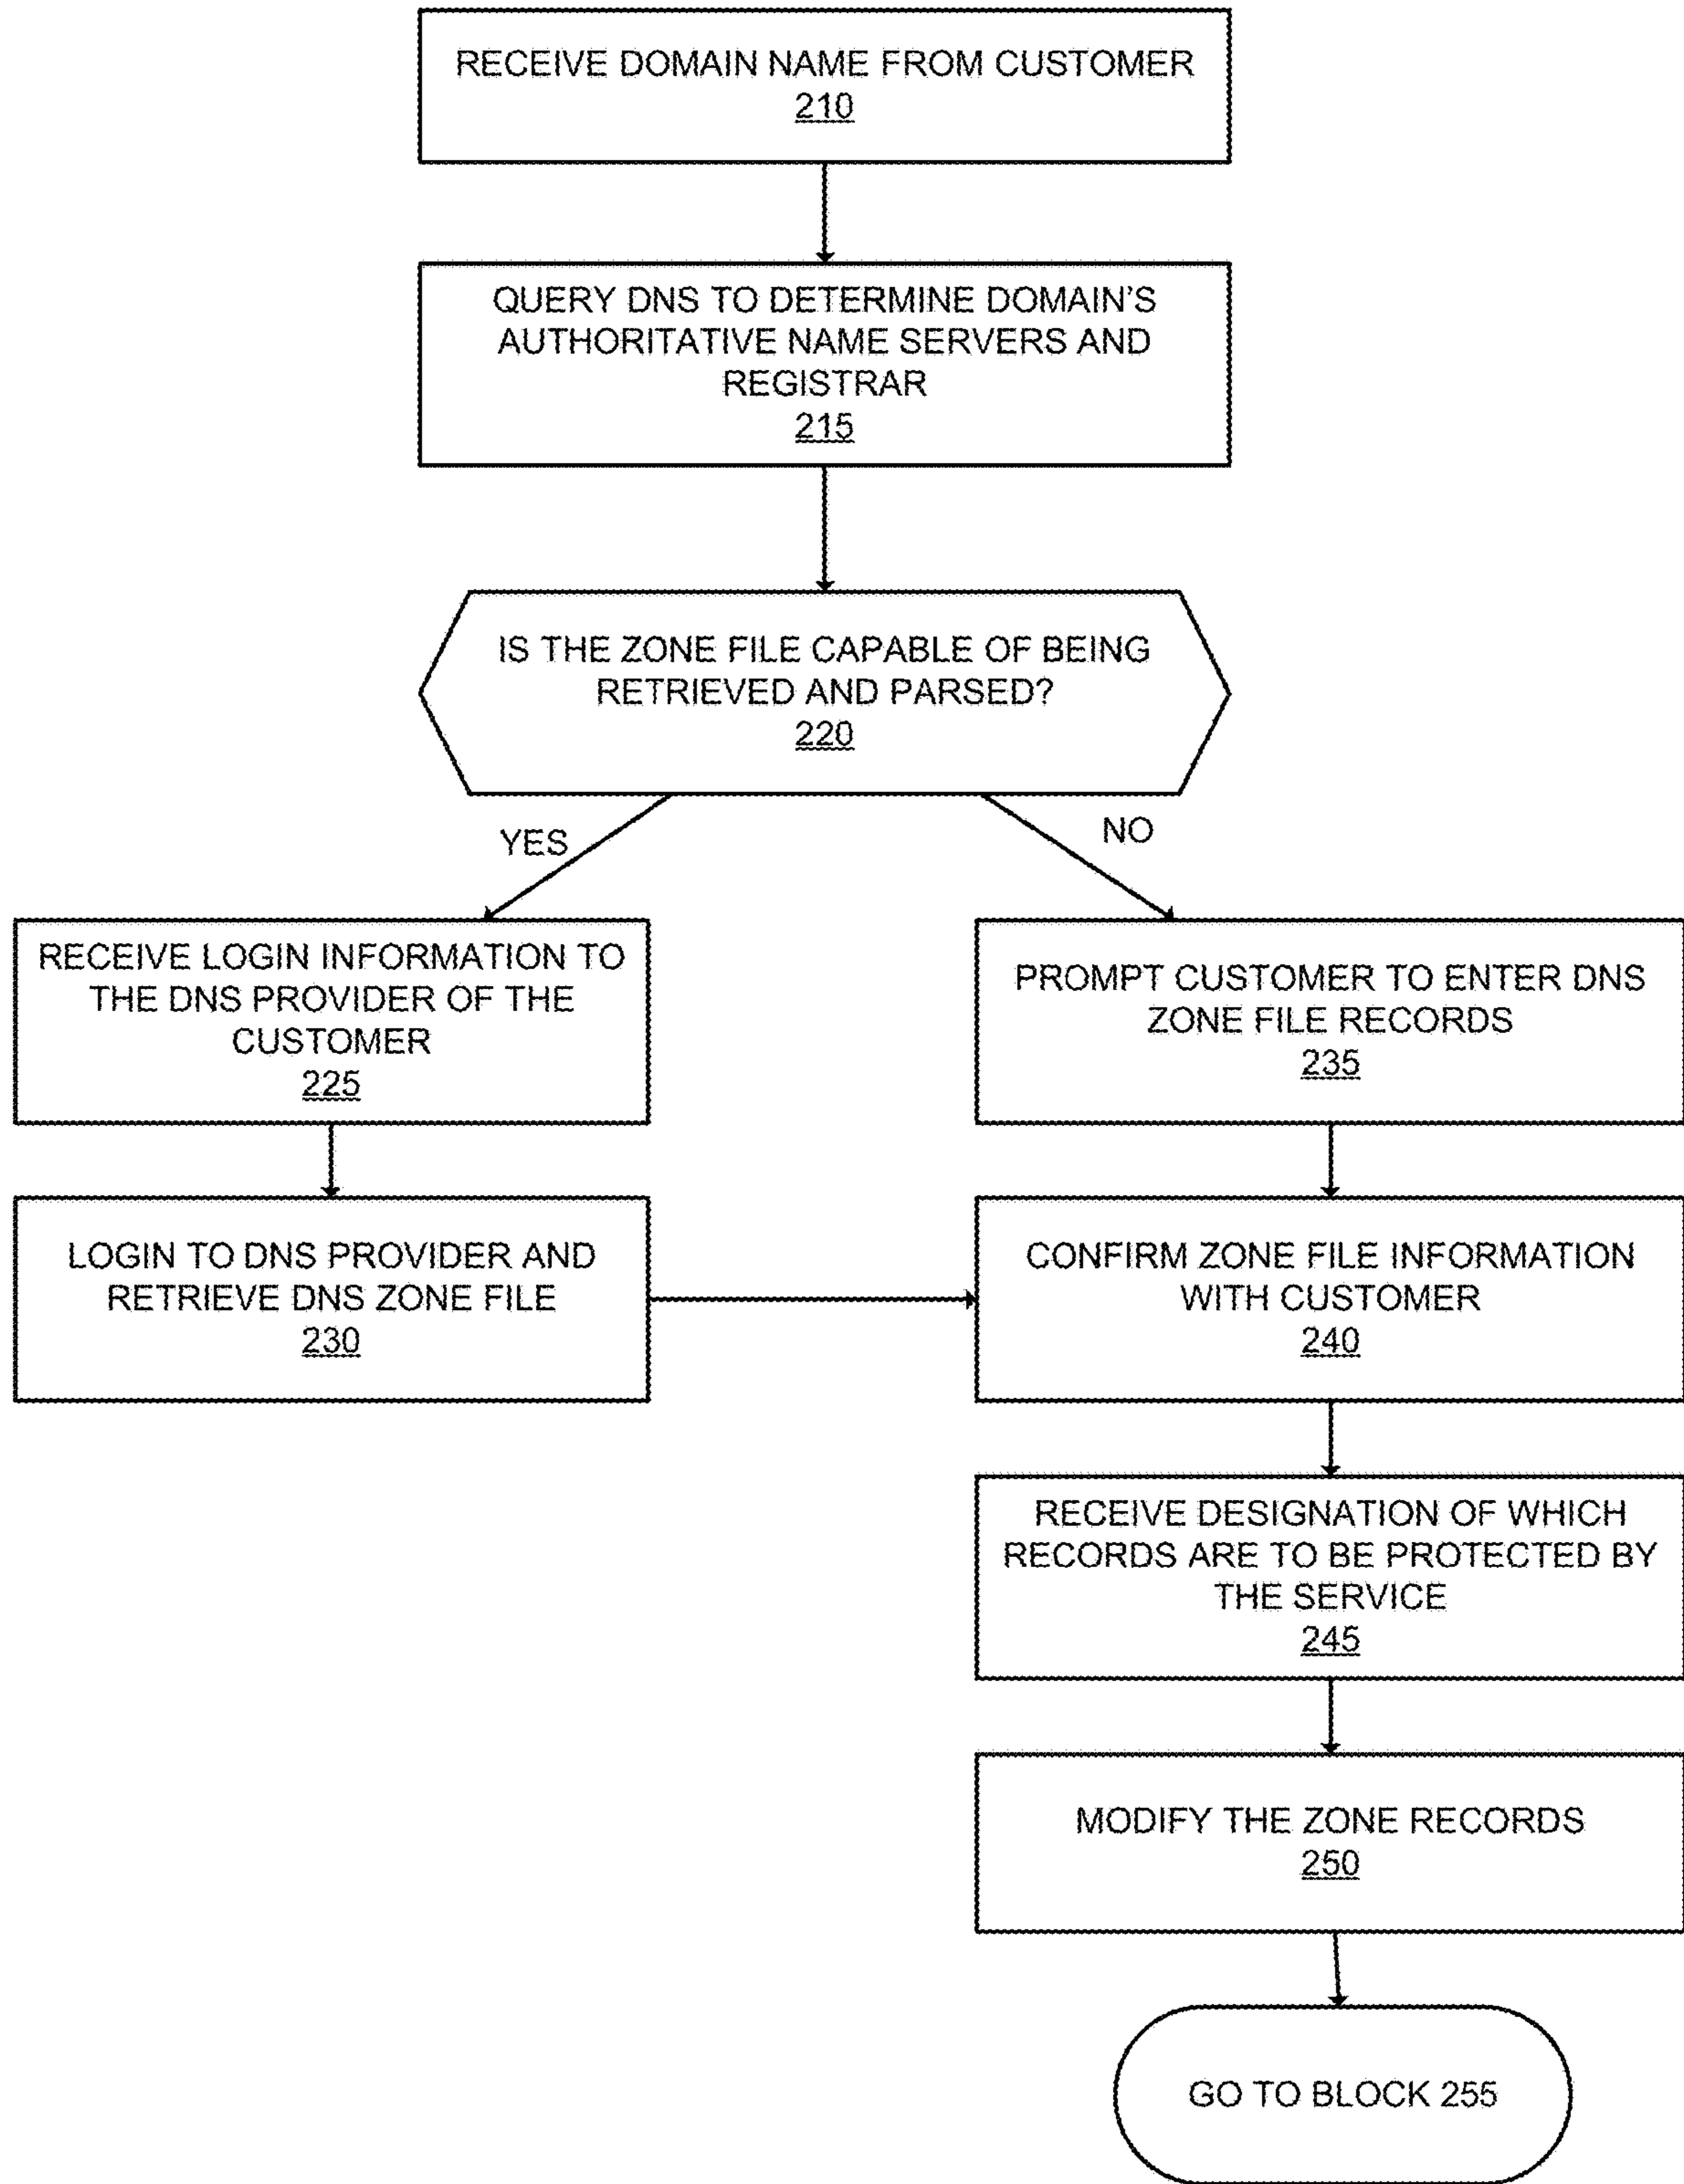 RECEIVE DOMAIN NAME FROM CUSTOMER
210
QUERY DNS TO DETERMINE DOMAIN'S
AUTHORITATIVE NAME SERVERS AND
REGISTRAR
215
IS THE ZONE FILE CAPABLE OF BEING
RETRIEVED AND PARSED?
220
YES
NO
RECEIVE LOGIN INFORMATION TO
THE DNS PROVIDER OF THE
CUSTOMER
225
PROMPT CUSTOMER TO ENTER DNS
ZONE FILE RECORDS
235
LOGIN TO DNS PROVIDER AND
RETRIEVE DNS ZONE FILE
230
CONFIRM ZONE FILE INFORMATION
WITH CUSTOMER
240
RECEIVE DESIGNATION OF WHICH
RECORDS ARE TO BE PROTECTED BY
THE SERVICE
245
MODIFY THE ZONE RECORDS
250
GO TO BLOCK 255